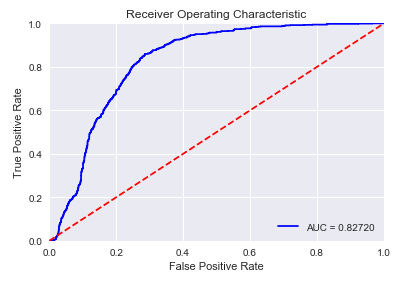 Receiver Operating Characteristic
True Positive Rate
1.0
0.8
0.6
0.4
0.2
0.0
AUC = 0.82720
0.0 0.2 0.4 0.6 0.8 1.0
False Positive Rate